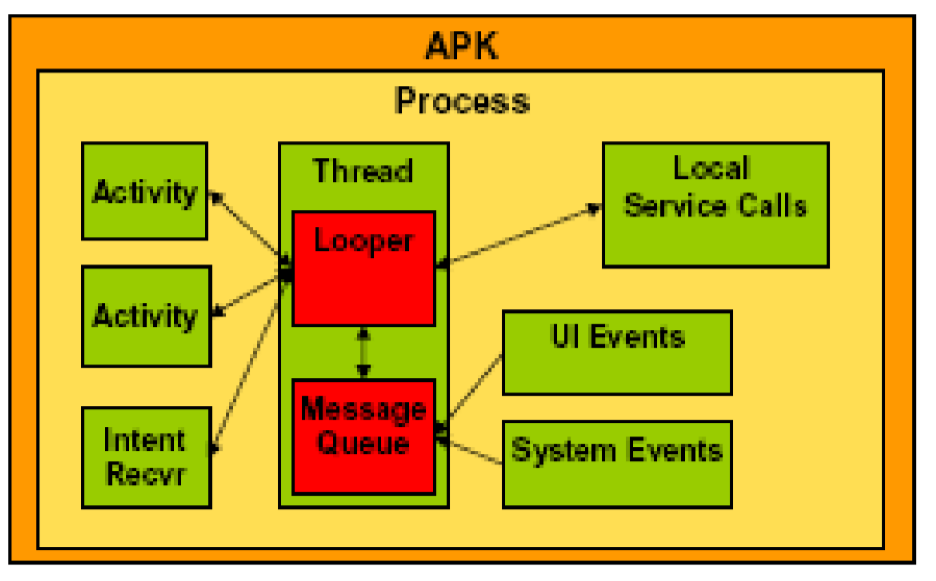 APK
Process
Activity
Activity
Intent
Recvr
Thread
Looper
Message
Queue
Local
Service Calls
UI Events
System Events